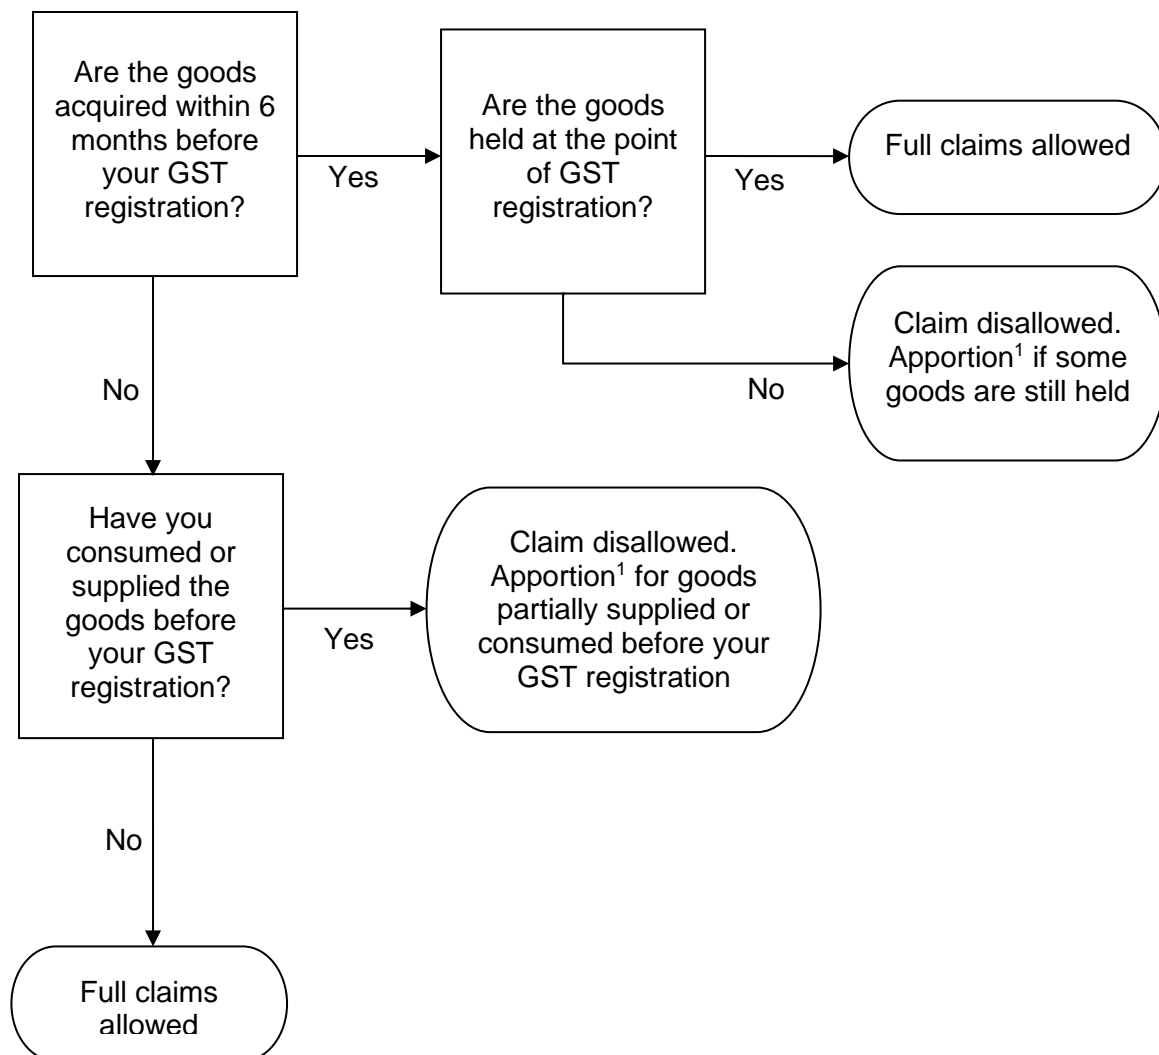 Are the goods
acquired within 6
months before
your GST
registration?
Yes
Are the goods
held at the point
of GST
registration?
Yes
Full claims allowed
No
Claim disallowed.
Apportion¹ if some
goods are still held
No
Have you
consumed or
supplied the
goods before
your GST
registration?
Yes
Claim disallowed.
Apportion¹ for goods
partially supplied or
consumed before your
GST registration
No
Full claims
allowed